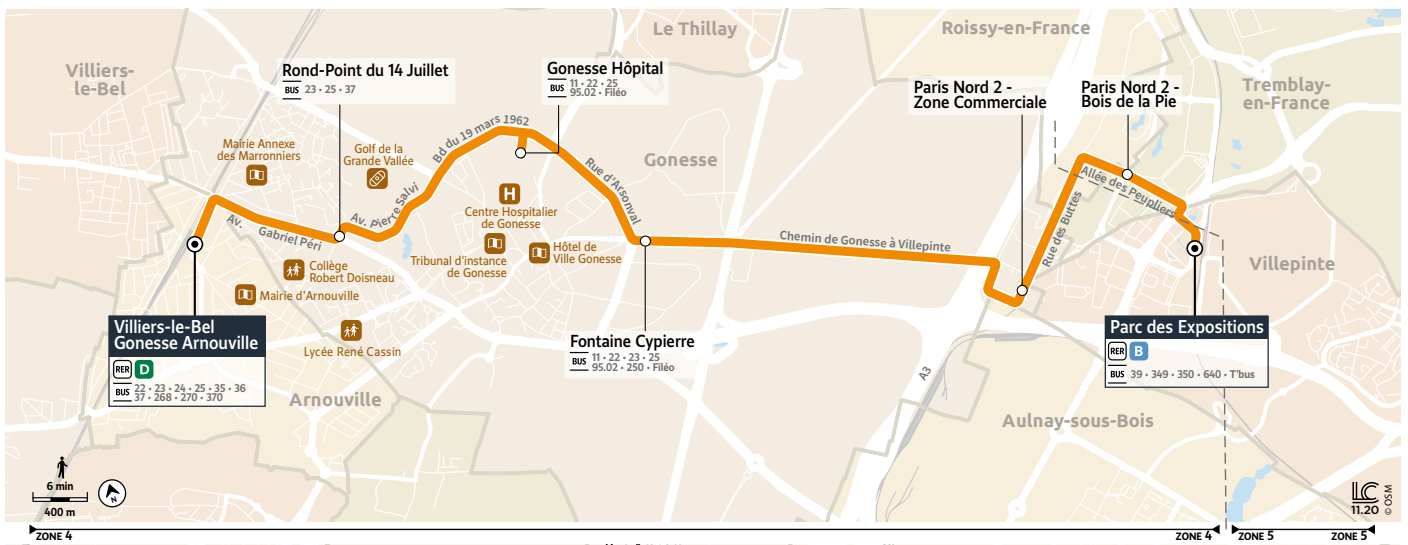 Le Thillay
Roissy-en-France
Villiers-
le-Bel
Rond-Point du 14 Juillet
BUS 23 • 25 • 37
Gonesse Hôpital
BUS 11 • 22 • 25
95.02 • Filéo
Paris Nord 2 -
Zone Commerciale
Paris Nord 2 -
Bois de la Pie
Tremblay-
en-France
Mairie Annexe
des Marronniers
Golf de la
Grande Vallée
Bd du 19 mars 1962
Gonesse
Rue d'Arsonval
Allée des Peupliers
H
Centre Hospitalier
de Gonesse
Av. Pierre Salvi
Av. Gabriel Péri
Tribunal d'instance
de Gonesse
Hôtel de
Ville Gonesse
Chemin de Gonesse à Villepinte
Rue des Buttes
Villepinte
Collège
Robert Doisneau
Mairie d'Arnouville
Lycée René Cassin
Villiers-le-Bel
Gonesse Arnouville
RER D
BUS 22 • 23 • 24 • 25 • 35 • 36
37 • 268 • 270 • 370
Fontaine Cypierre
BUS 11 • 22 • 23 • 25
95.02 • 250 • Filéo
Parc des Expositions
RER B
BUS 39 • 349 • 350 • 640 • T'bus
A3
Arnouville
Aulnay-sous-Bois
6 min
400 m
N
LC
11.20
© OSM
ZONE 4
ZONE 4
ZONE 5
ZONE 5